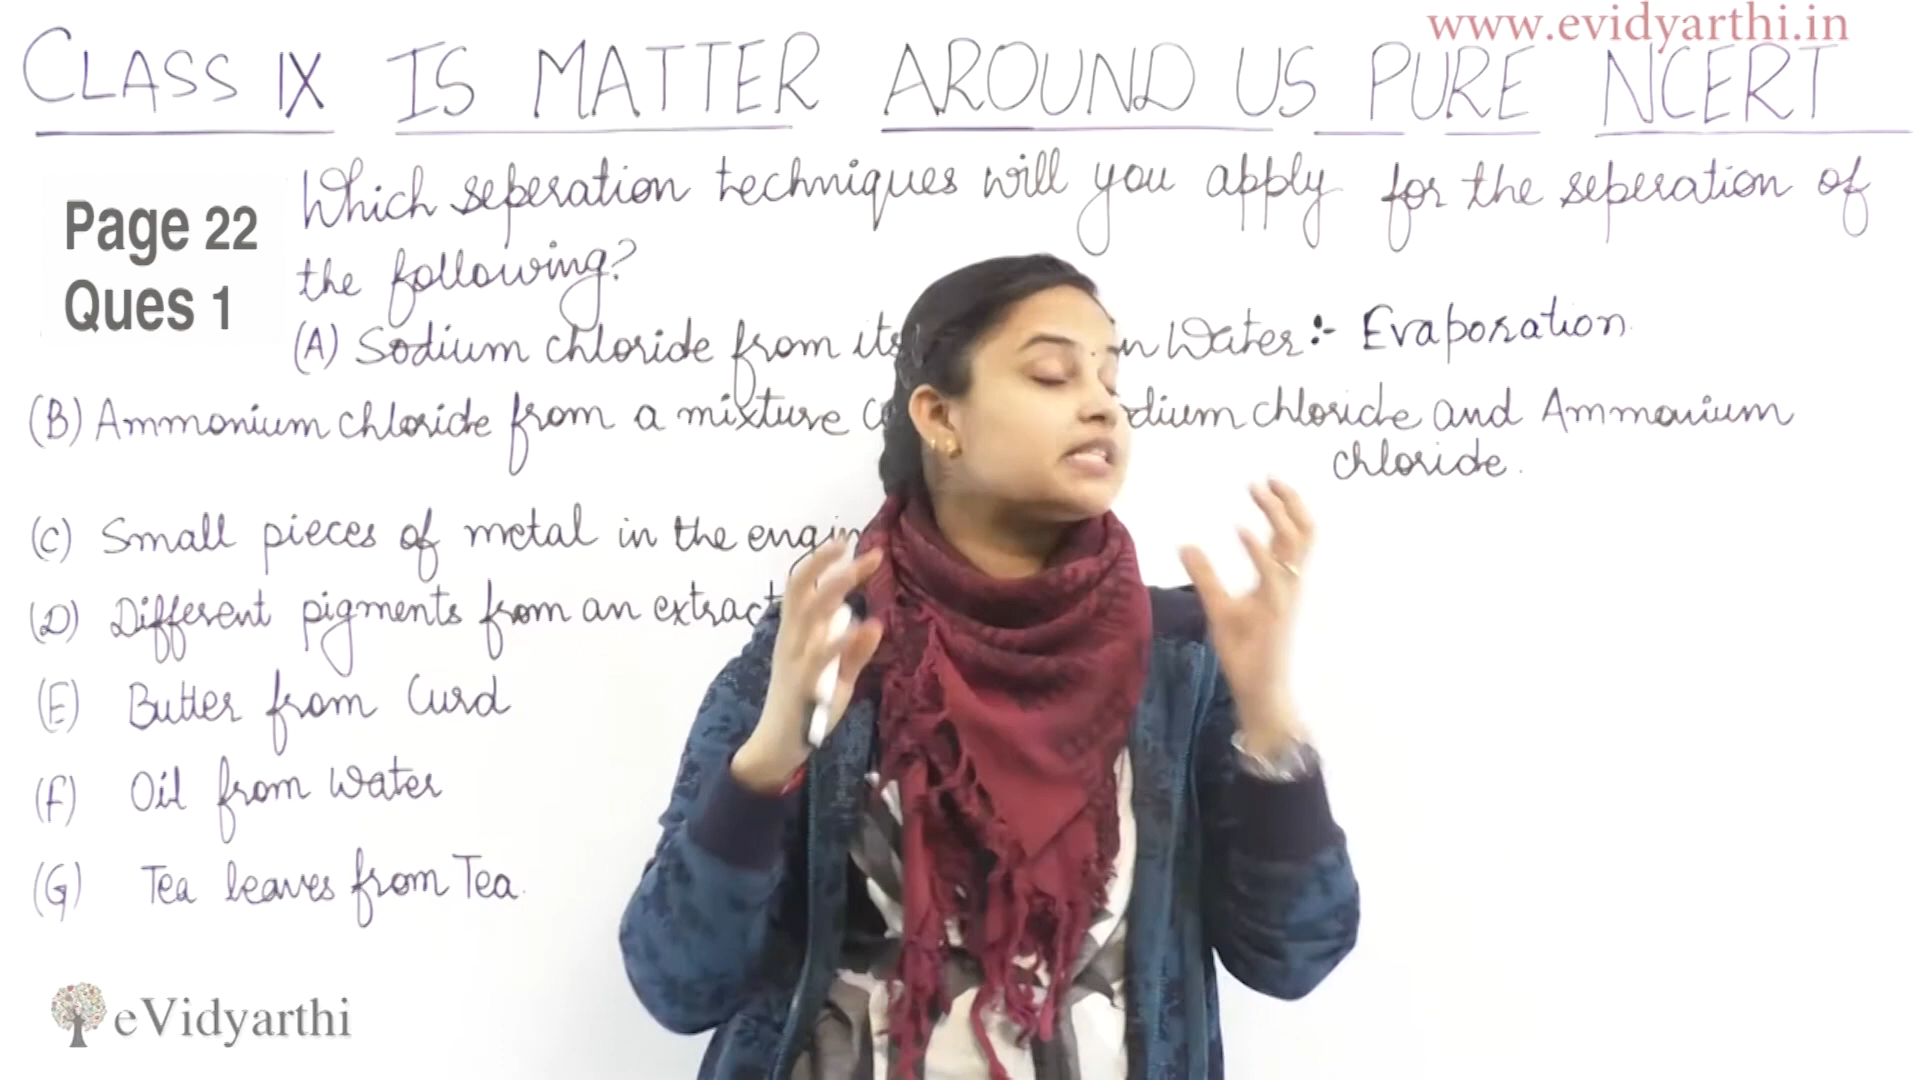 www.evidyarthi.in
CLASS IX IS MATTER AROUND US PURE NCERT
Page 22
Ques 1
Which seperation techniques will you apply for the seperation of
the following?
(A) Sodium chloride from its Water :- Evaporation
(B) Ammonium chloride from a mixture chloride and Ammonium
chloride.
(C) Small pieces of metal in the
(D) Different pigments from an extract
(E) Butter from Curd
(F) Oil from Water
(G) Tea leaves from Tea.
eVidyarthi